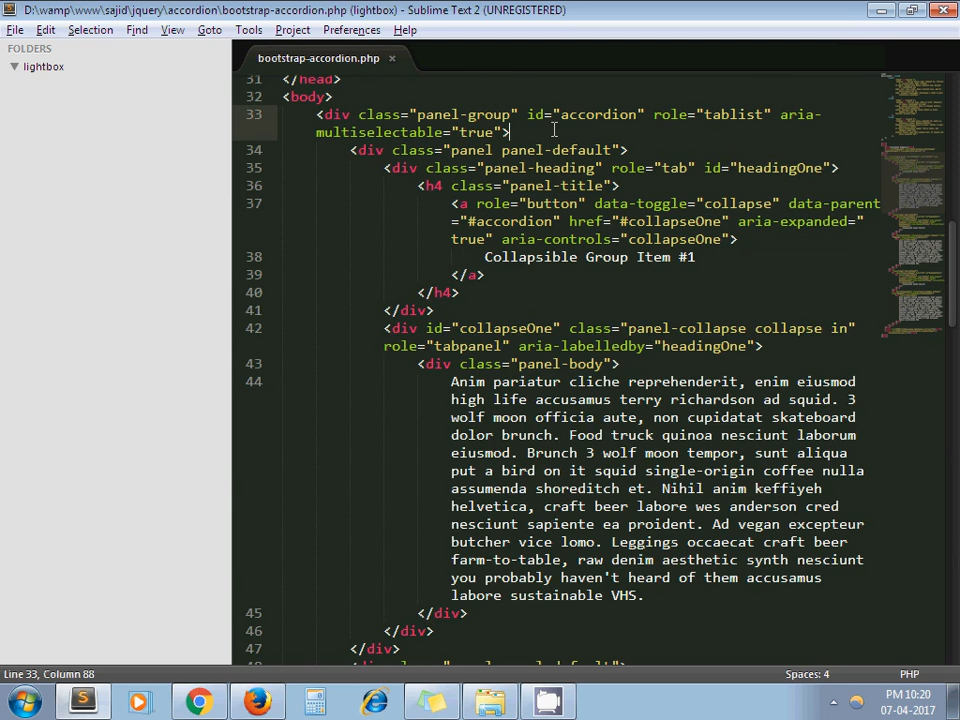 D:\wamp\www\sajid\jquery\accordion\bootstrap-accordion.php (lightbox) - Sublime Text 2 (UNREGISTERED)
File Edit Selection Find View Goto Tools Project Preferences Help
FOLDERS
lightbox
bootstrap-accordion.php ×
31 </head>
32 <body>
33 <div class="panel-group" id="accordion" role="tablist" aria-
multiselectable="true">
34 <div class="panel panel-default">
35 <div class="panel-heading" role="tab" id="headingOne">
36 <h4 class="panel-title">
37 <a role="button" data-toggle="collapse" data-parent
="#accordion" href="#collapseOne" aria-expanded="
true" aria-controls="collapseOne">
38 Collapsible Group Item #1
39 </a>
40 </h4>
41 </div>
42 <div id="collapseOne" class="panel-collapse collapse in"
role="tabpanel" aria-labelledby="headingOne">
43 <div class="panel-body">
44 Anim pariatur cliche reprehenderit, enim eiusmod
high life accusamus terry richardson ad squid. 3
wolf moon officia aute, non cupidatat skateboard
dolor brunch. Food truck quinoa nesciunt laborum
eiusmod. Brunch 3 wolf moon tempor, sunt aliqua
put a bird on it squid single-origin coffee nulla
assumenda shoreditch et. Nihil anim keffiyeh
helvetica, craft beer labore wes anderson cred
nesciunt sapiente ea proident. Ad vegan excepteur
butcher vice lomo. Leggings occaecat craft beer
farm-to-table, raw denim aesthetic synth nesciunt
you probably haven't heard of them accusamus
labore sustainable VHS.
45 </div>
46 </div>
47 </div>
Line 33, Column 88
Spaces: 4
PHP
PM 10:20
07-04-2017